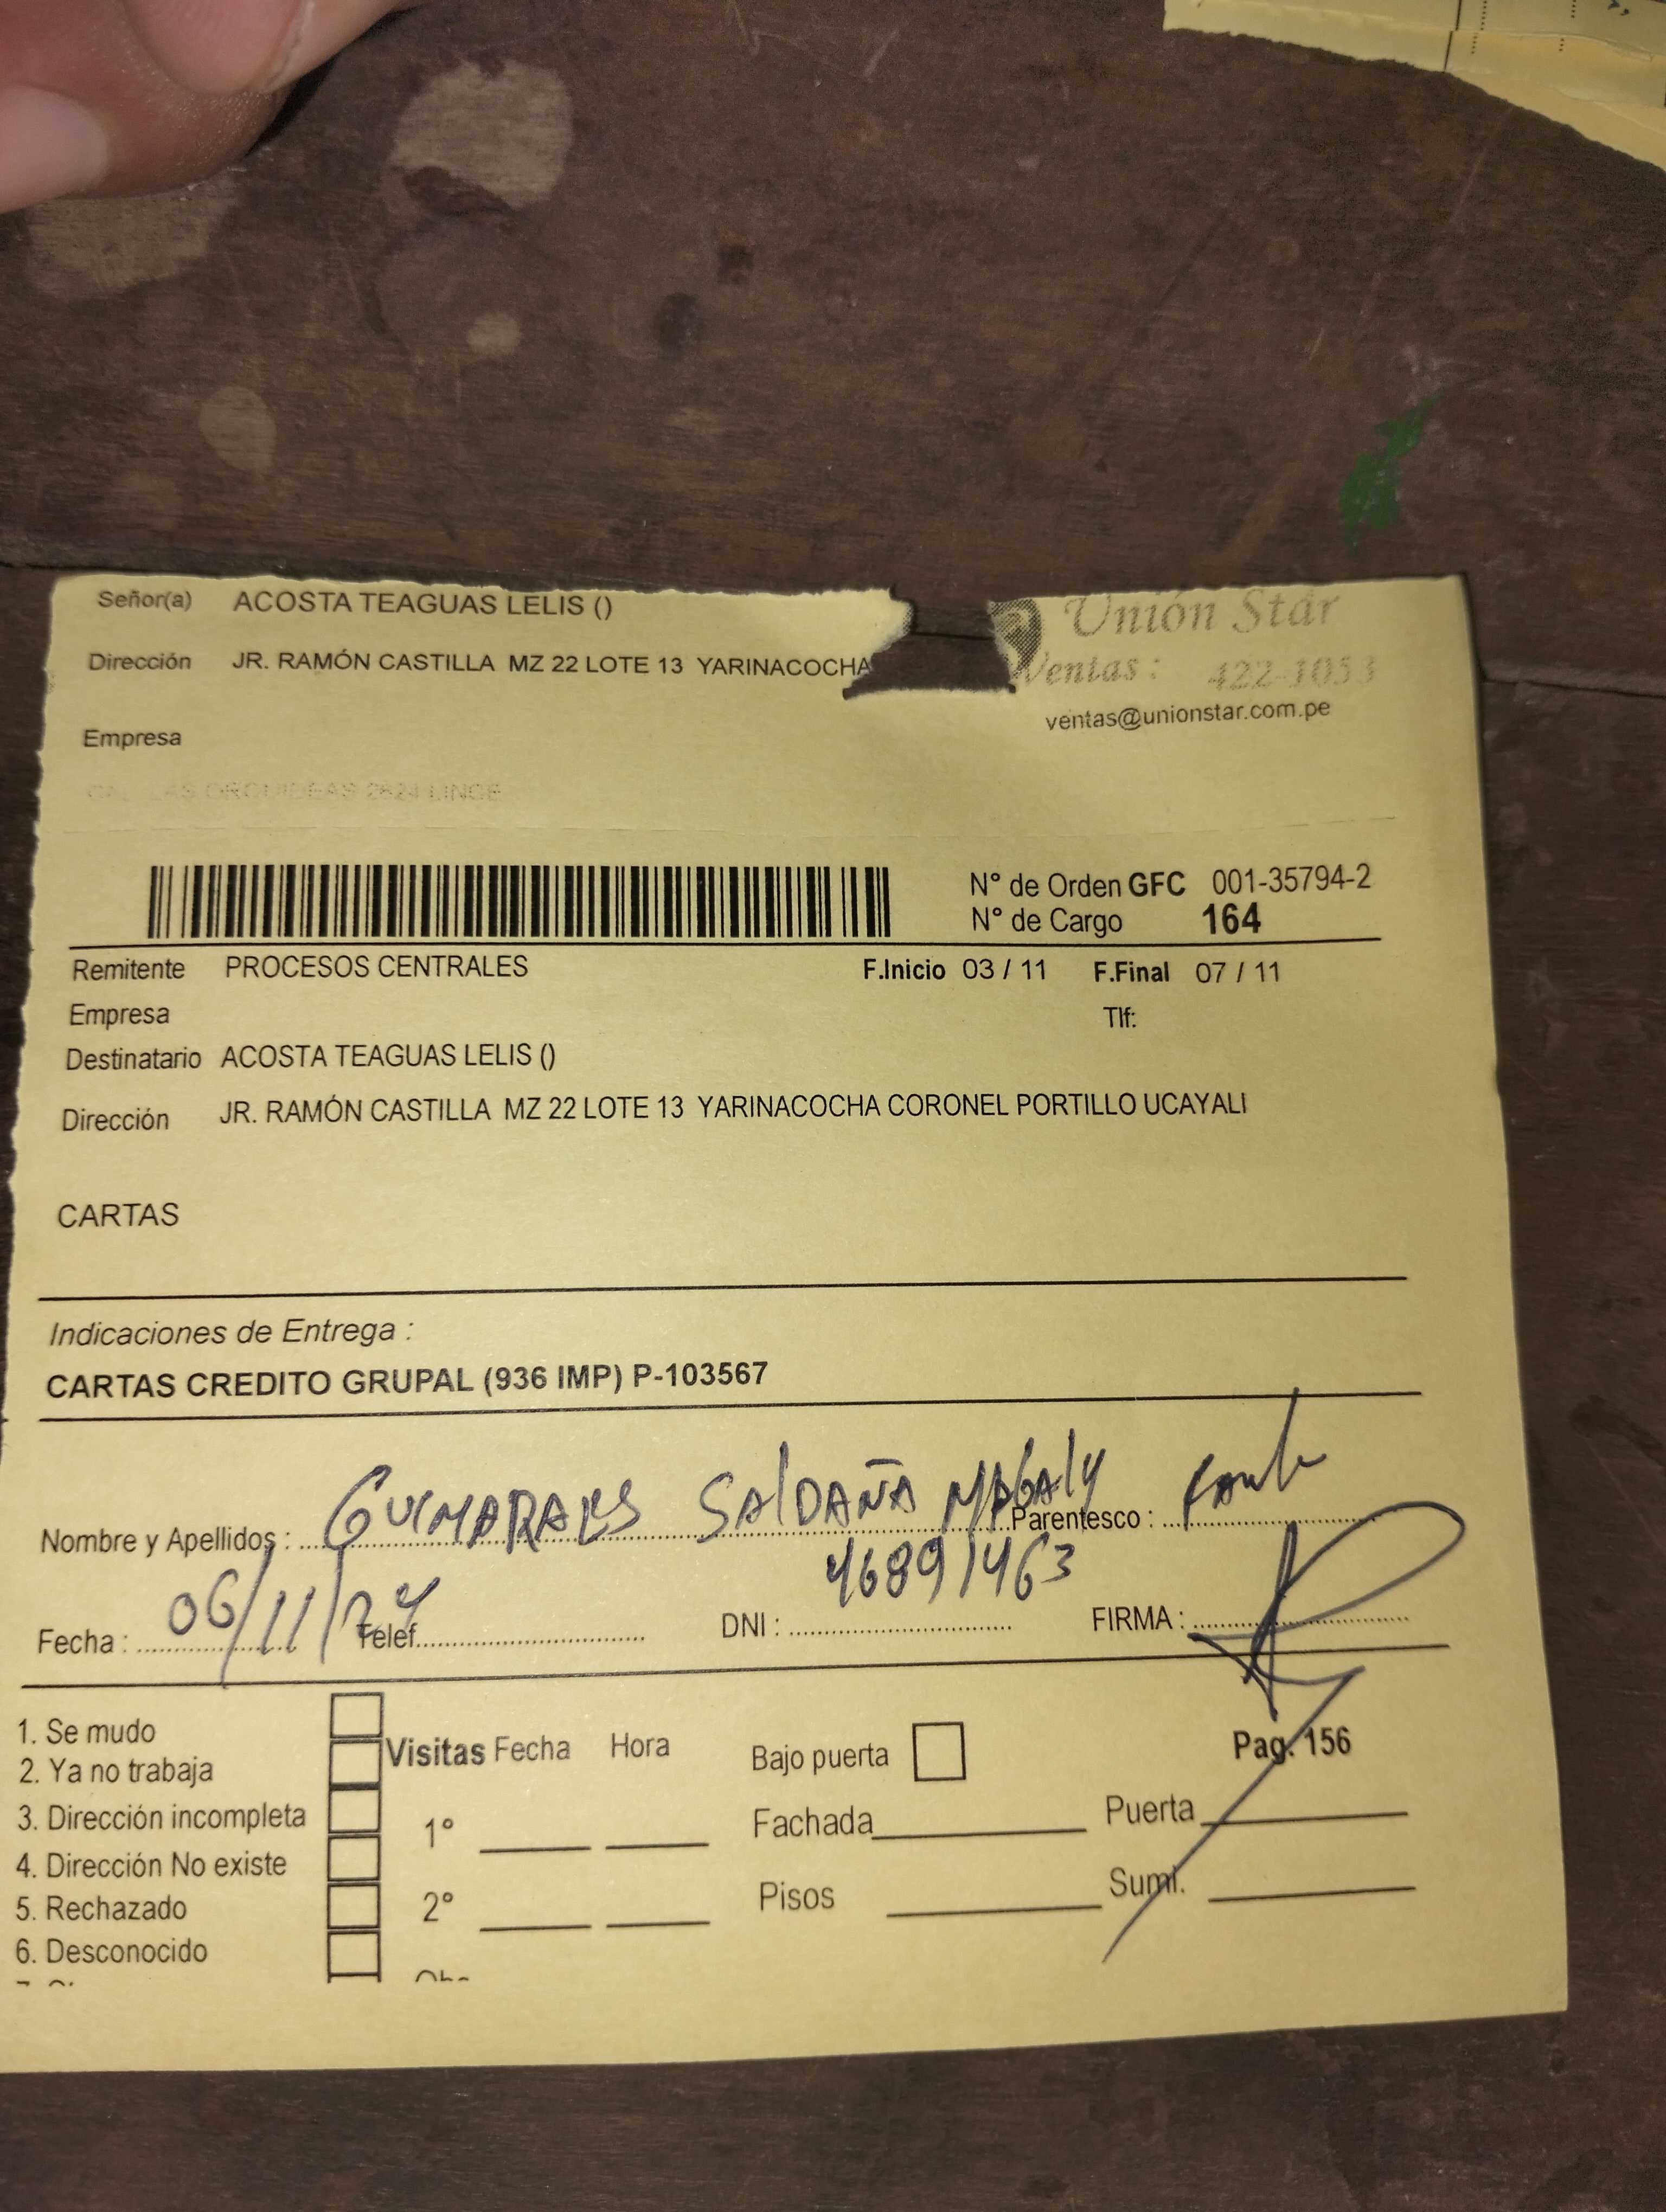 Señor(a) ACOSTA TEAGUAS LELIS ()
Unión Star
Dirección JR. RAMÓN CASTILLA MZ 22 LOTE 13 YARINACOCHA
Ventas : 422-1053
ventas@unionstar.com.pe
Empresa
LAS ORQUIDEAS 2624 LINCE
N° de Orden GFC 001-35794-2
N° de Cargo 164
Remitente PROCESOS CENTRALES F.Inicio 03 / 11 F.Final 07 / 11
Empresa Tlf:
Destinatario ACOSTA TEAGUAS LELIS ()
Dirección JR. RAMÓN CASTILLA MZ 22 LOTE 13 YARINACOCHA CORONEL PORTILLO UCAYALI
CARTAS
Indicaciones de Entrega :
CARTAS CREDITO GRUPAL (936 IMP) P-103567
Nombre y Apellidos : GUIMARAES SALDAÑA MAGALY Parentesco :
Fecha : 06/11/24 Telef. DNI : 46891463 FIRMA :
1. Se mudo
2. Ya no trabaja
3. Dirección incompleta
4. Dirección No existe
5. Rechazado
6. Desconocido
Visitas Fecha Hora
1°
2°
Bajo puerta
Pag. 156
Fachada Puerta
Pisos Sumi.